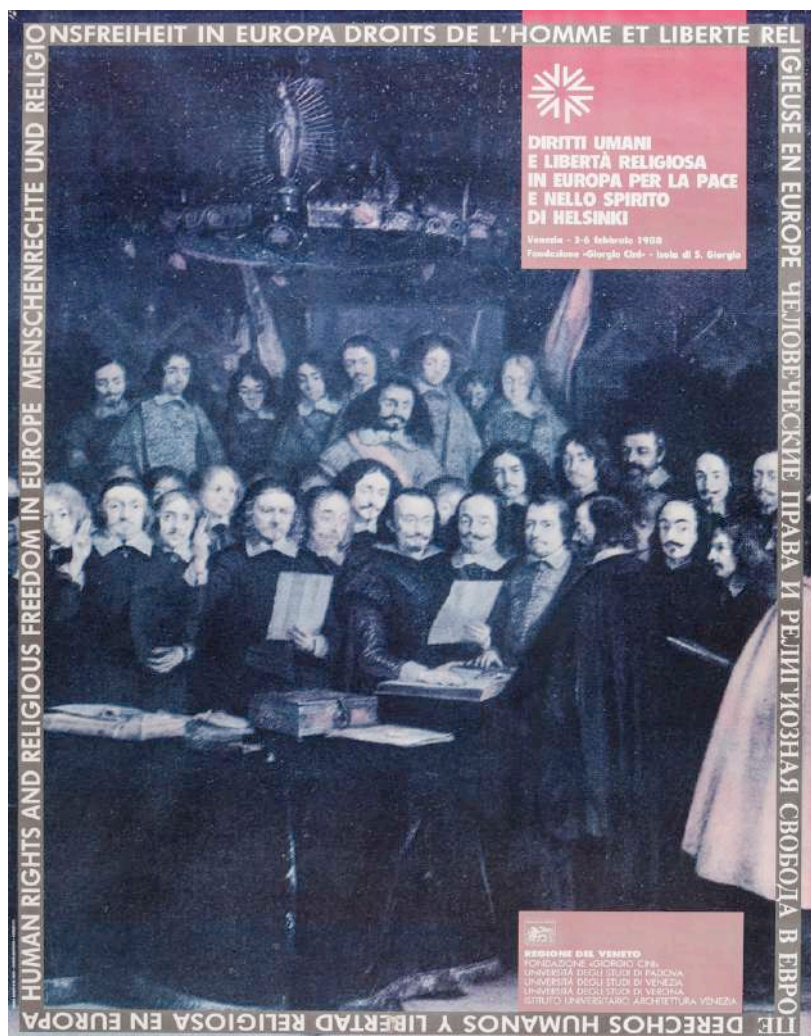 HUMAN RIGHTS AND RELIGIOUS FREEDOM IN EUROPE MENSCHENRECHTE UND RELIGIONSFREIHEIT IN EUROPA DROITS DE L'HOMME ET LIBERTE RELIGIEUSE EN EUROPE ЧЕЛОВЕЧЕСКИЕ ПРАВА И РЕЛИГИОЗНАЯ СВОБОДА В ЕВРОПЕ DERECHOS HUMANOS Y LIBERTAD RELIGIOSA EN EUROPA
DIRITTI UMANI
E LIBERTÀ RELIGIOSA
IN EUROPA PER LA PACE
E NELLO SPIRITO
DI HELSINKI
Venezia - 3-6 febbraio 1988
Fondazione «Giorgio Cini» - Isola di S. Giorgio
REGIONE DEL VENETO
FONDAZIONE «GIORGIO CINI»
UNIVERSITÀ DEGLI STUDI DI PADOVA
UNIVERSITÀ DEGLI STUDI DI VENEZIA
UNIVERSITÀ DEGLI STUDI DI VERONA
ISTITUTO UNIVERSITARIO ARCHITETTURA VENEZIA